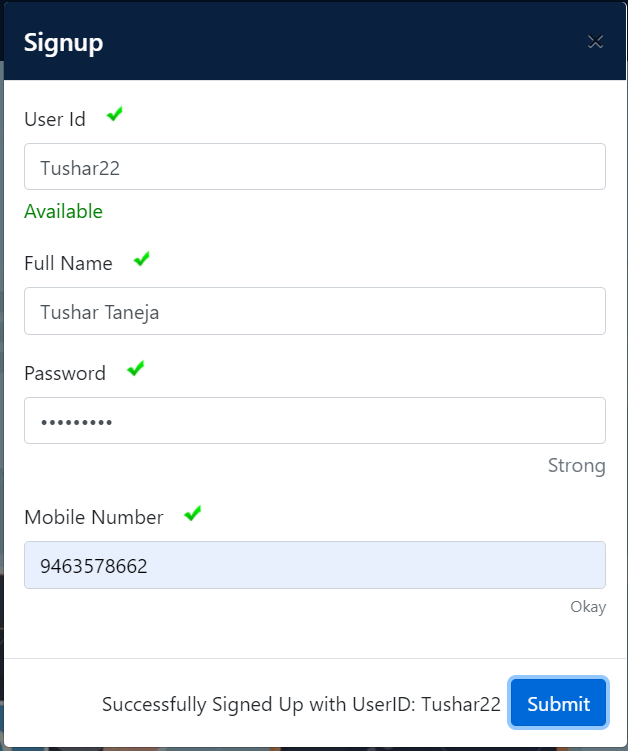 Signup
User Id
Tushar22
Available
Full Name
Tushar Taneja
Password
•••••••••
Strong
Mobile Number
9463578662
Okay
Successfully Signed Up with UserID: Tushar22 Submit